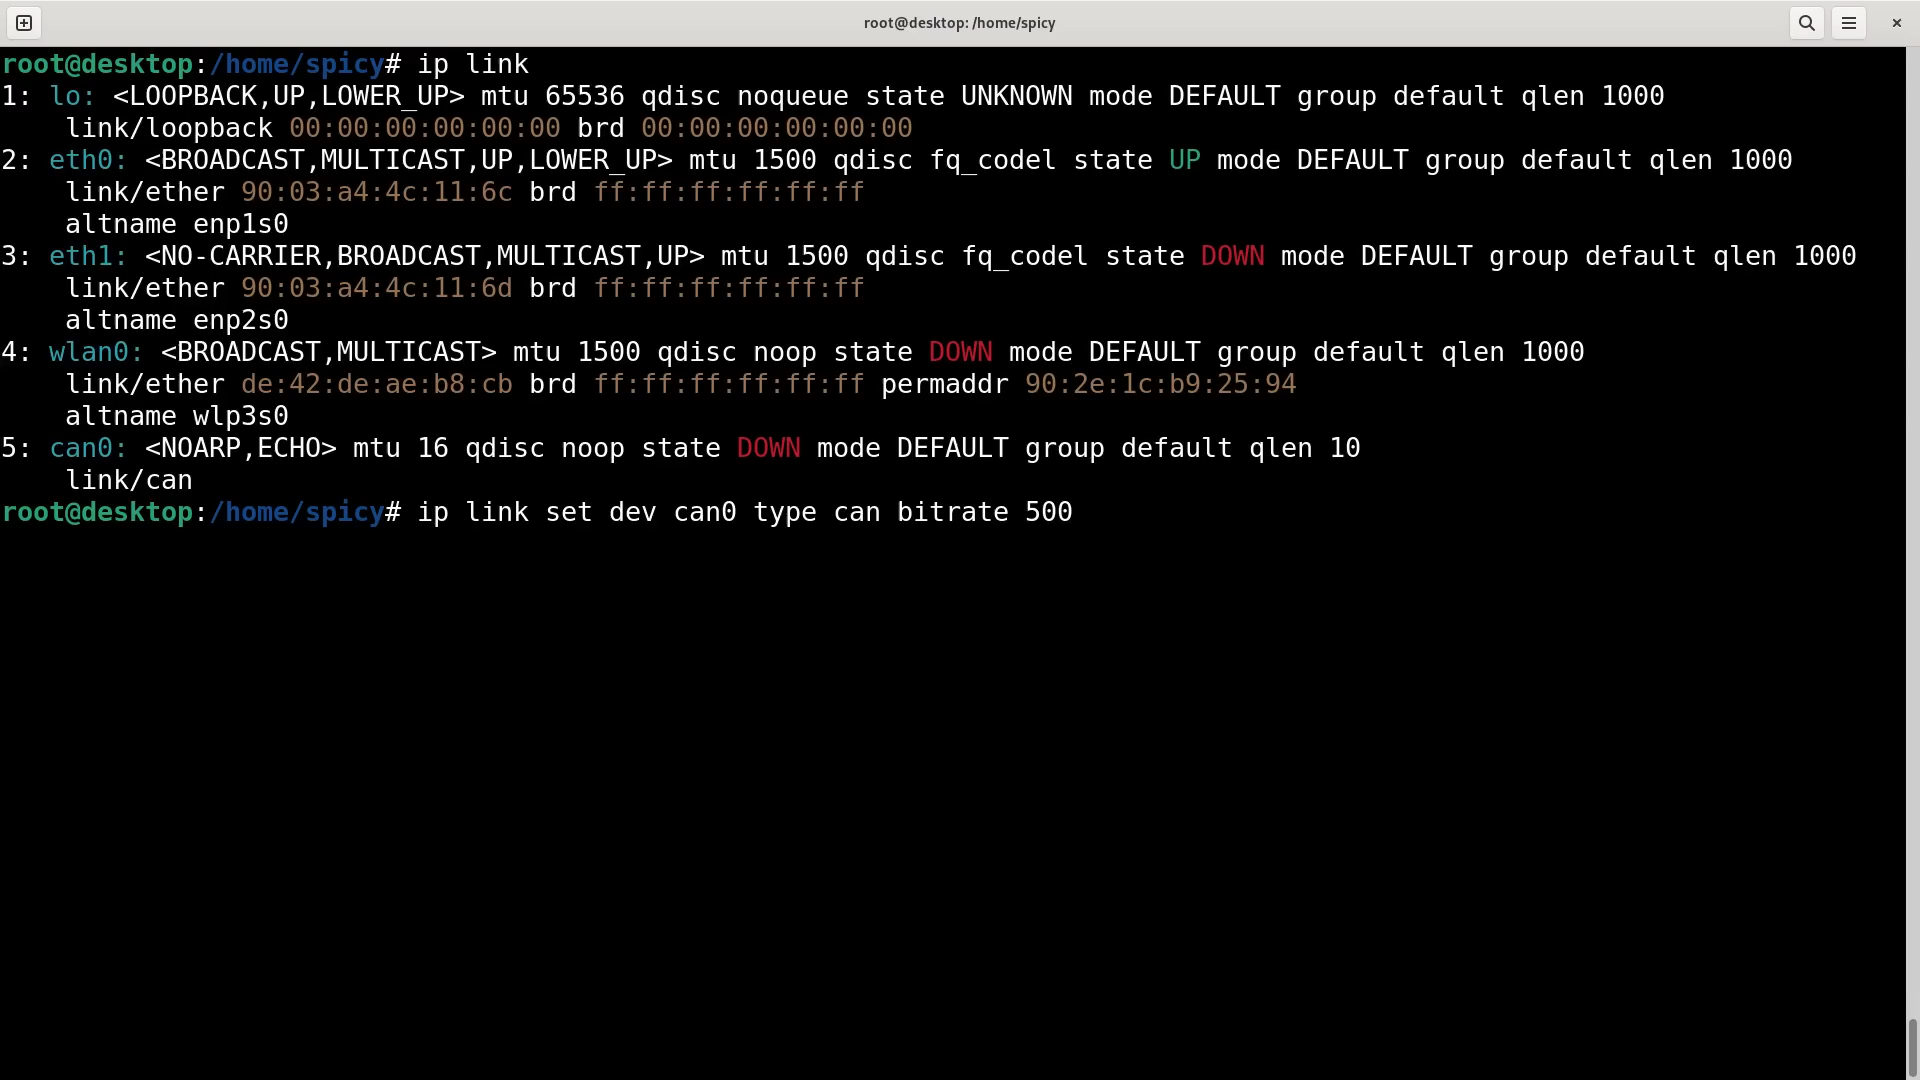 root@desktop: /home/spicy
root@desktop:/home/spicy# ip link
1: lo: <LOOPBACK,UP,LOWER_UP> mtu 65536 qdisc noqueue state UNKNOWN mode DEFAULT group default qlen 1000
    link/loopback 00:00:00:00:00:00 brd 00:00:00:00:00:00
2: eth0: <BROADCAST,MULTICAST,UP,LOWER_UP> mtu 1500 qdisc fq_codel state UP mode DEFAULT group default qlen 1000
    link/ether 90:03:a4:4c:11:6c brd ff:ff:ff:ff:ff:ff
    altname enp1s0
3: eth1: <NO-CARRIER,BROADCAST,MULTICAST,UP> mtu 1500 qdisc fq_codel state DOWN mode DEFAULT group default qlen 1000
    link/ether 90:03:a4:4c:11:6d brd ff:ff:ff:ff:ff:ff
    altname enp2s0
4: wlan0: <BROADCAST,MULTICAST> mtu 1500 qdisc noop state DOWN mode DEFAULT group default qlen 1000
    link/ether de:42:de:ae:b8:cb brd ff:ff:ff:ff:ff:ff permaddr 90:2e:1c:b9:25:94
    altname wlp3s0
5: can0: <NOARP,ECHO> mtu 16 qdisc noop state DOWN mode DEFAULT group default qlen 10
    link/can
root@desktop:/home/spicy# ip link set dev can0 type can bitrate 500